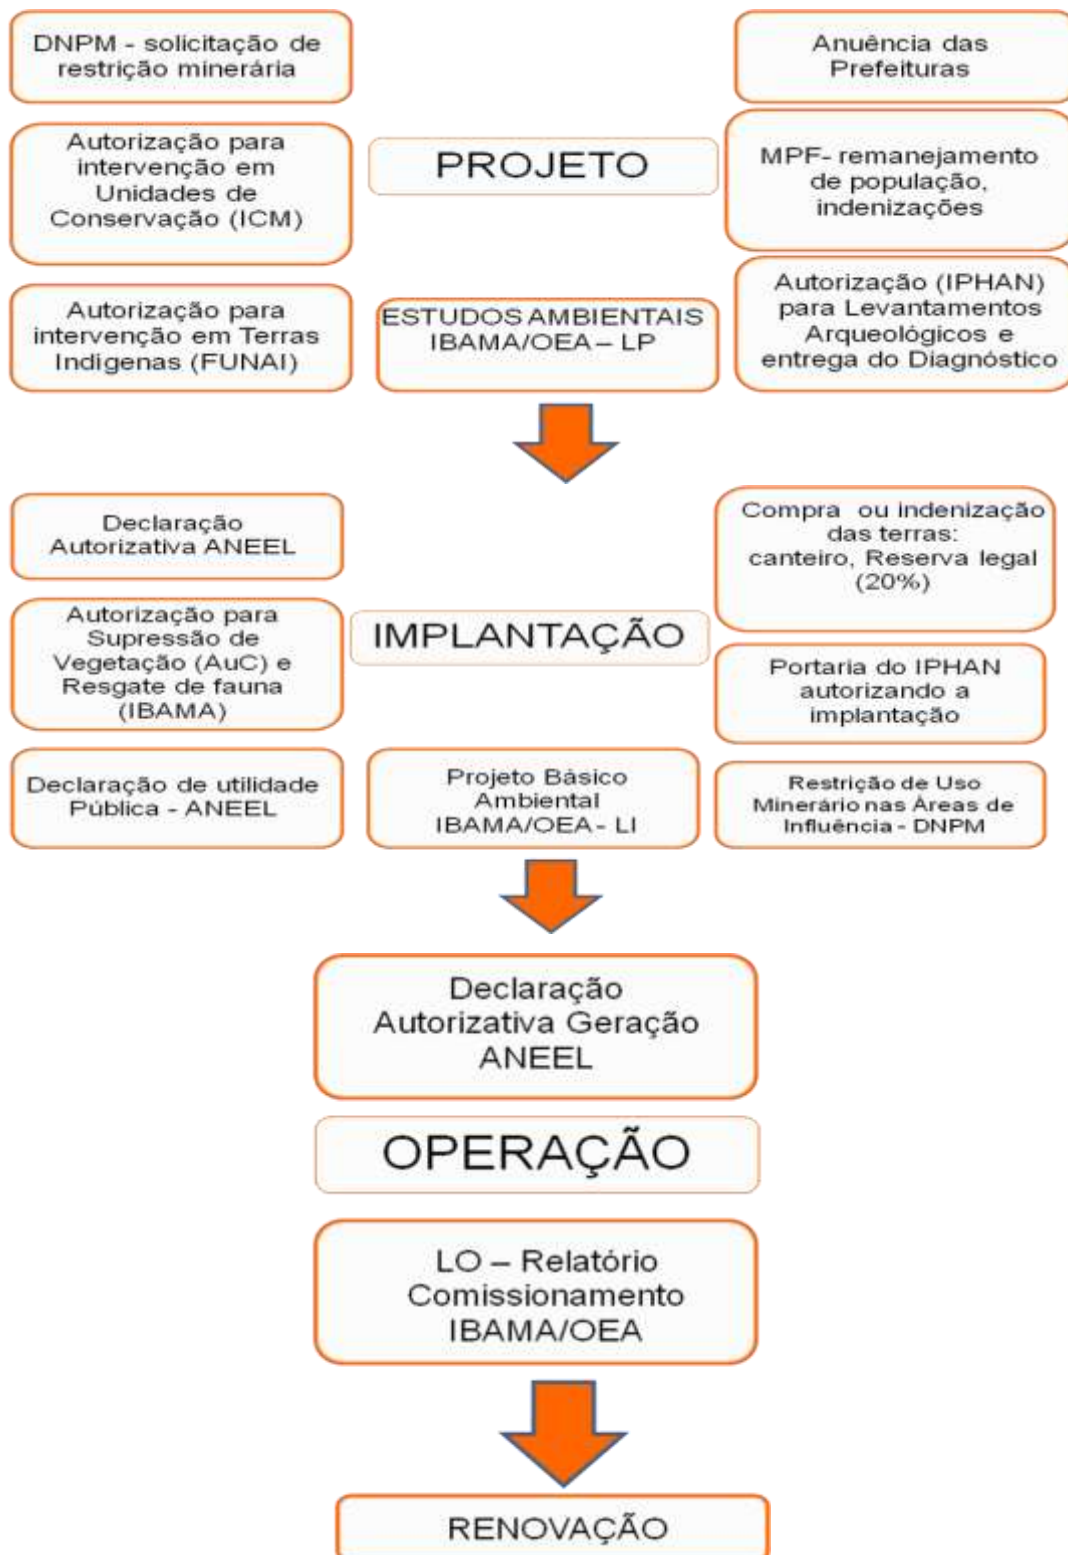 DNPM - solicitação de
restrição minerária
Anuência das
Prefeituras
Autorização para
intervenção em
Unidades de
Conservação (ICM)
PROJETO
MPF- remanejamento
de população,
indenizações
Autorização para
intervenção em Terras
Indígenas (FUNAI)
ESTUDOS AMBIENTAIS
IBAMA/OEA – LP
Autorização (IPHAN)
para Levantamentos
Arqueológicos e
entrega do Diagnóstico
Declaração
Autorizativa ANEEL
Compra ou indenização
das terras:
canteiro, Reserva legal
(20%)
Autorização para
Supressão de
Vegetação (AuC) e
Resgate de fauna
(IBAMA)
IMPLANTAÇÃO
Portaria do IPHAN
autorizando a
implantação
Declaração de utilidade
Pública - ANEEL
Projeto Básico
Ambiental
IBAMA/OEA - LI
Restrição de Uso
Minerário nas Áreas de
Influência - DNPM
Declaração
Autorizativa Geração
ANEEL
OPERAÇÃO
LO – Relatório
Comissionamento
IBAMA/OEA
RENOVAÇÃO